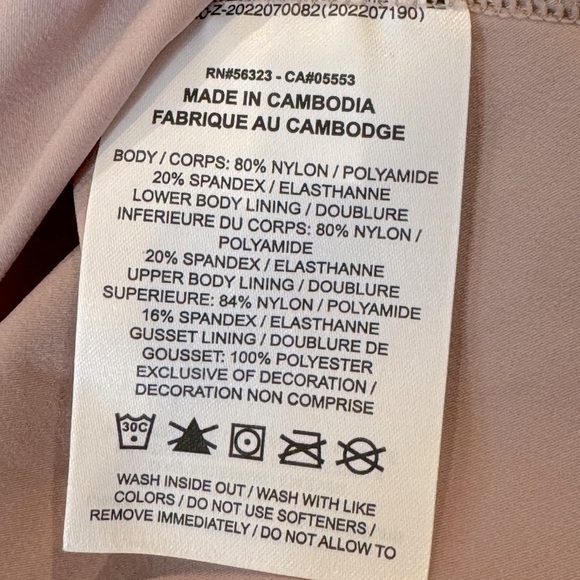 Z-2022070082(202207190)
RN#56323 - CA#05553
MADE IN CAMBODIA
FABRIQUE AU CAMBODGE
BODY / CORPS: 80% NYLON / POLYAMIDE
20% SPANDEX / ELASTHANNE
LOWER BODY LINING / DOUBLURE
INFERIEURE DU CORPS: 80% NYLON /
POLYAMIDE
20% SPANDEX / ELASTHANNE
UPPER BODY LINING / DOUBLURE
SUPERIEURE: 84% NYLON / POLYAMIDE
16% SPANDEX / ELASTHANNE
GUSSET LINING / DOUBLURE DE
GOUSSET: 100% POLYESTER
EXCLUSIVE OF DECORATION /
DECORATION NON COMPRISE
30C
WASH INSIDE OUT / WASH WITH LIKE
COLORS / DO NOT USE SOFTENERS /
REMOVE IMMEDIATELY / DO NOT ALLOW TO